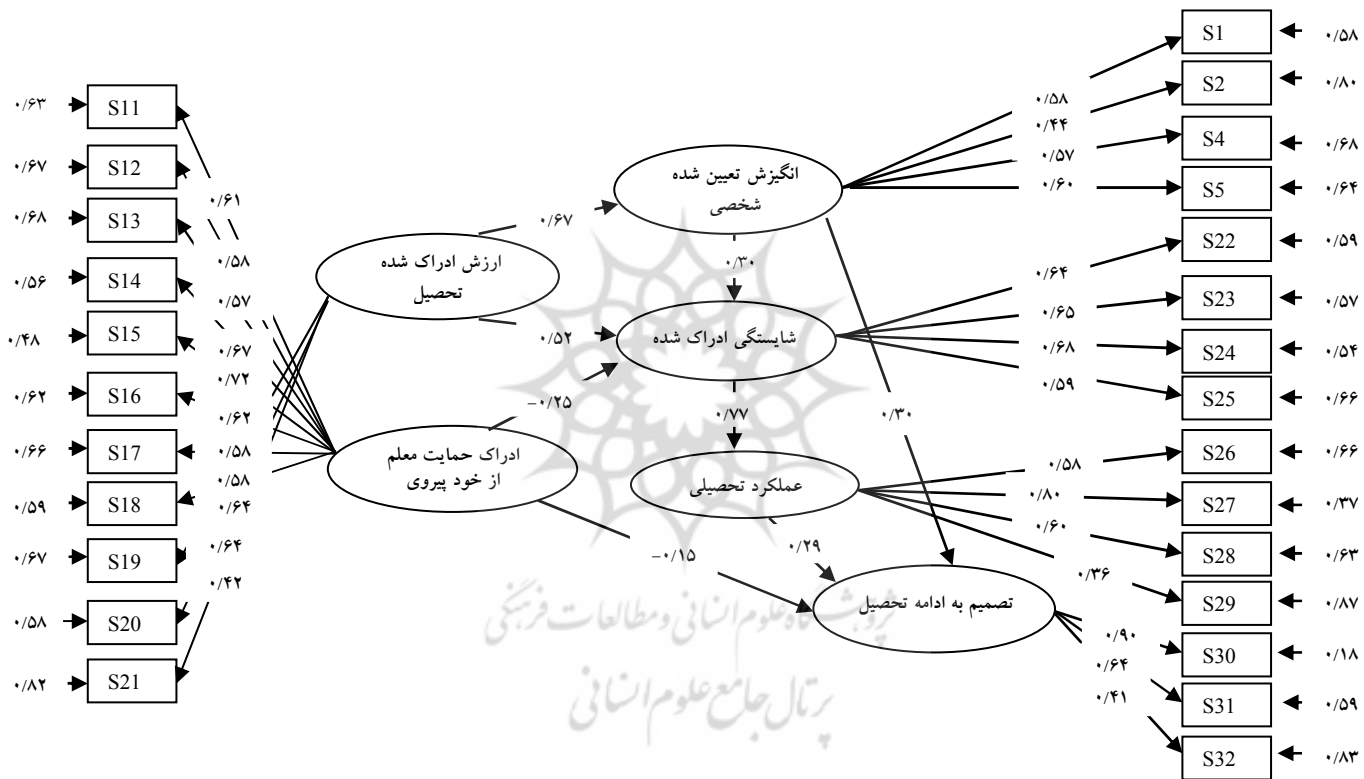 S1
۰/۵۸
S2
۰/۸۰
S4
۰/۶۸
S5
۰/۶۴
S22
۰/۵۹
S23
۰/۵۷
S24
۰/۵۴
S25
۰/۶۶
S26
۰/۶۶
S27
۰/۳۷
S28
۰/۶۳
S29
۰/۸۷
S30
۰/۱۸
S31
۰/۵۹
S32
۰/۸۳
۰/۵۸
۰/۴۴
۰/۵۷
۰/۶۰
۰/۶۴
۰/۶۵
۰/۶۸
۰/۵۹
۰/۵۸
۰/۸۰
۰/۶۰
۰/۳۶
۰/۹۰
۰/۶۴
۰/۴۱
انگیزش تعیین شده
شخصی
ارزش ادراک شده
تحصیل
شایستگی ادراک شده
ادراک حمایت معلم
از خود پیروی
عملکرد تحصیلی
تصمیم به ادامه تحصیل
۰/۶۷
۰/۳۰
۰/۵۲
−۰/۲۵
۰/۷۷
۰/۳۰
۰/۲۹
−۰/۱۵
۰/۶۳
S11
۰/۶۷
S12
۰/۶۸
S13
۰/۵۶
S14
۰/۴۸
S15
۰/۶۲
S16
۰/۶۶
S17
۰/۵۹
S18
۰/۶۷
S19
۰/۵۸
S20
۰/۸۲
S21
۰/۶۱
۰/۵۸
۰/۵۷
۰/۶۷
۰/۷۲
۰/۶۲
۰/۵۸
۰/۵۸
۰/۶۴
۰/۶۴
۰/۴۲
پژوهشگاه علوم انسانی و مطالعات فرهنگی
پرتال جامع علوم انسانی